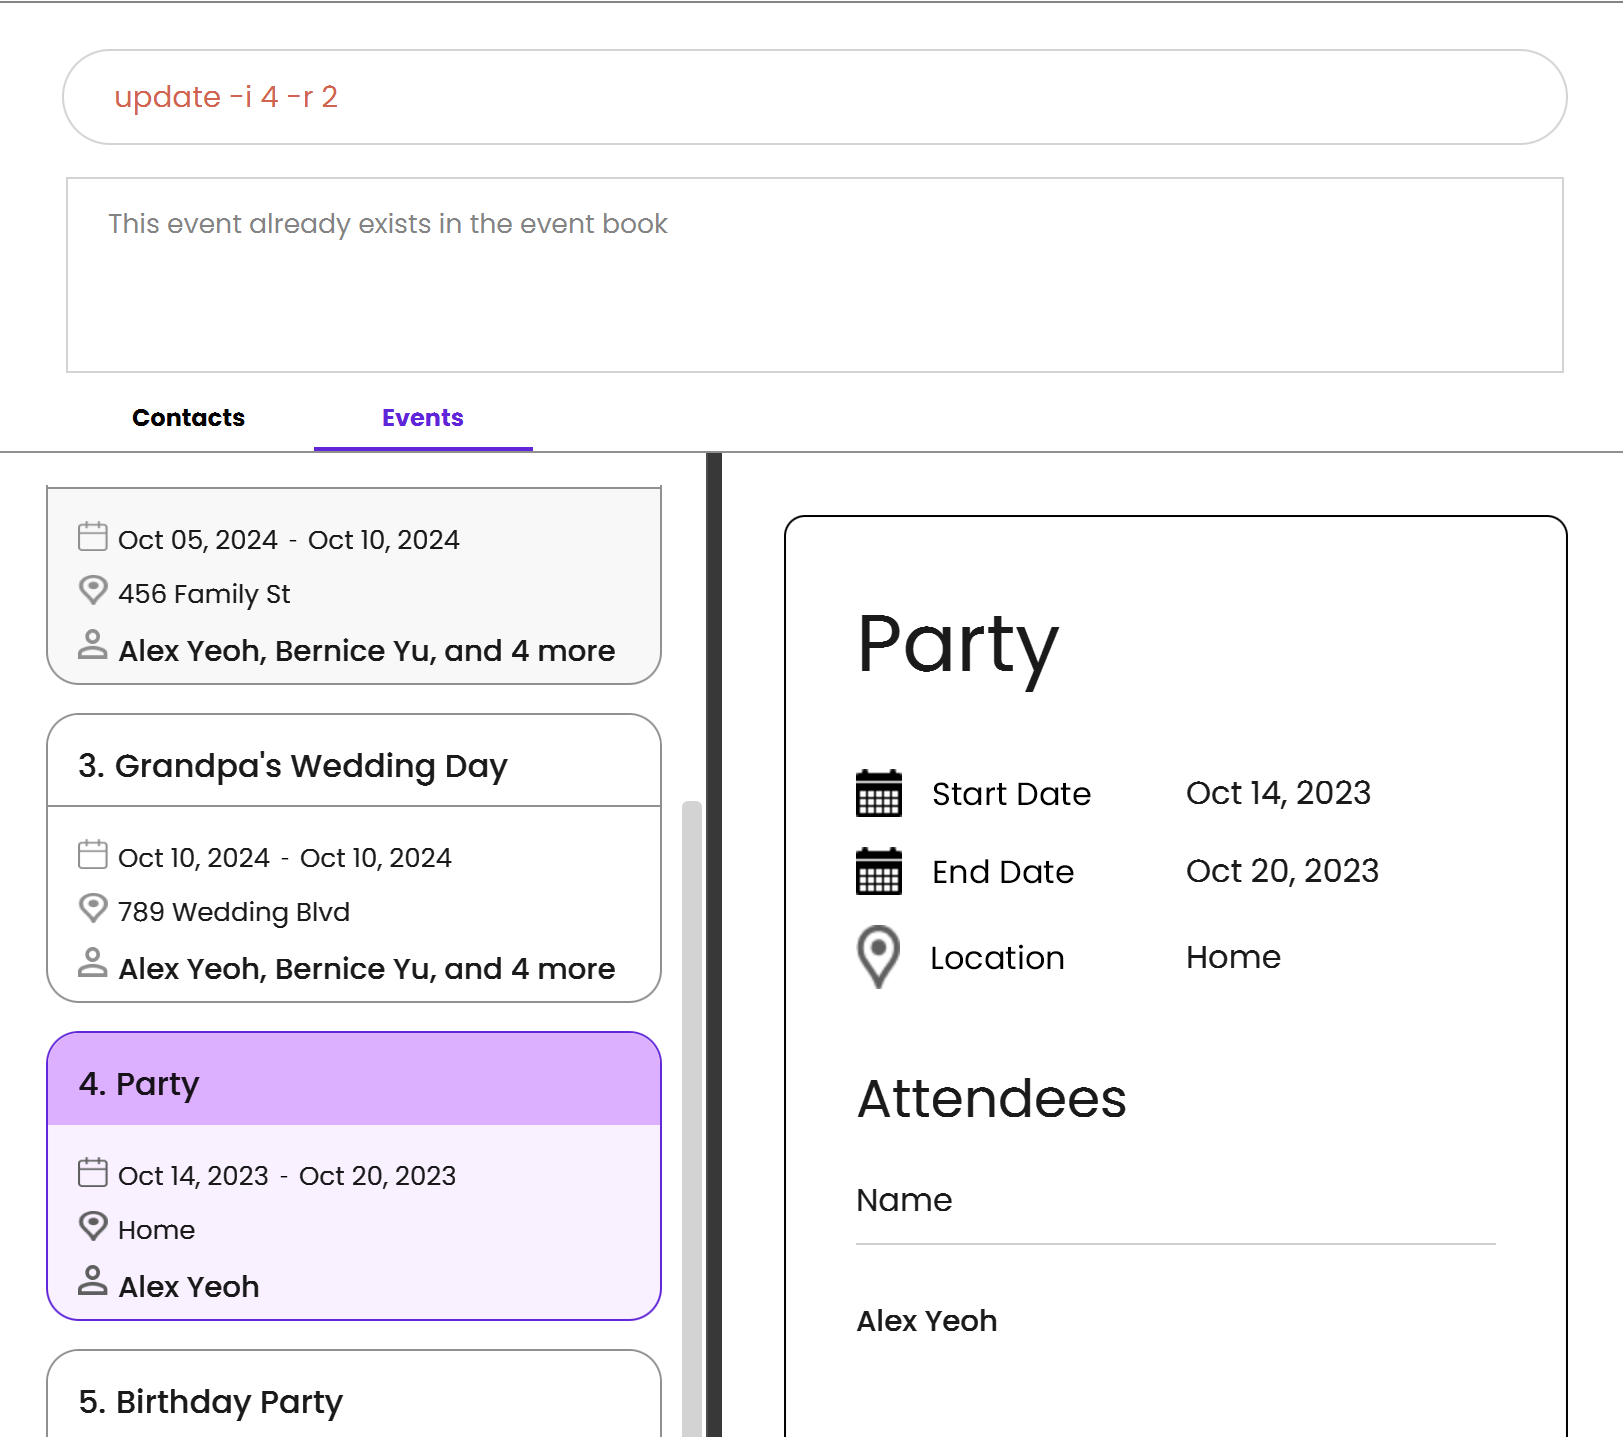 update -i 4 -r 2
This event already exists in the event book
Contacts
Events
Oct 05, 2024 - Oct 10, 2024
456 Family St
Alex Yeoh, Bernice Yu, and 4 more
3. Grandpa's Wedding Day
Oct 10, 2024 - Oct 10, 2024
789 Wedding Blvd
Alex Yeoh, Bernice Yu, and 4 more
4. Party
Oct 14, 2023 - Oct 20, 2023
Home
Alex Yeoh
5. Birthday Party
Party
Start Date Oct 14, 2023
End Date Oct 20, 2023
Location Home
Attendees
Name
Alex Yeoh